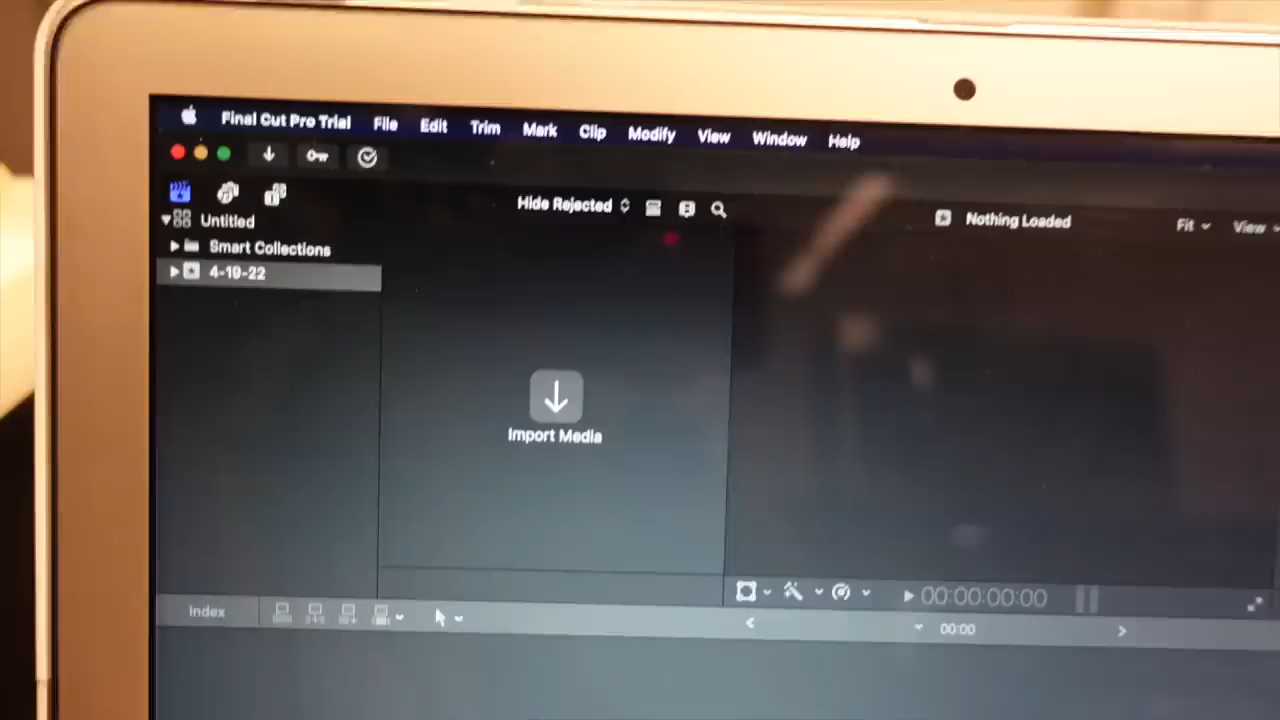 Final Cut Pro Trial File Edit Trim Mark Clip Modify View Window Help
Hide Rejected
Nothing Loaded
Fit
View
Untitled
Smart Collections
4-19-22
Import Media
00:00:00:00
Index
00:00